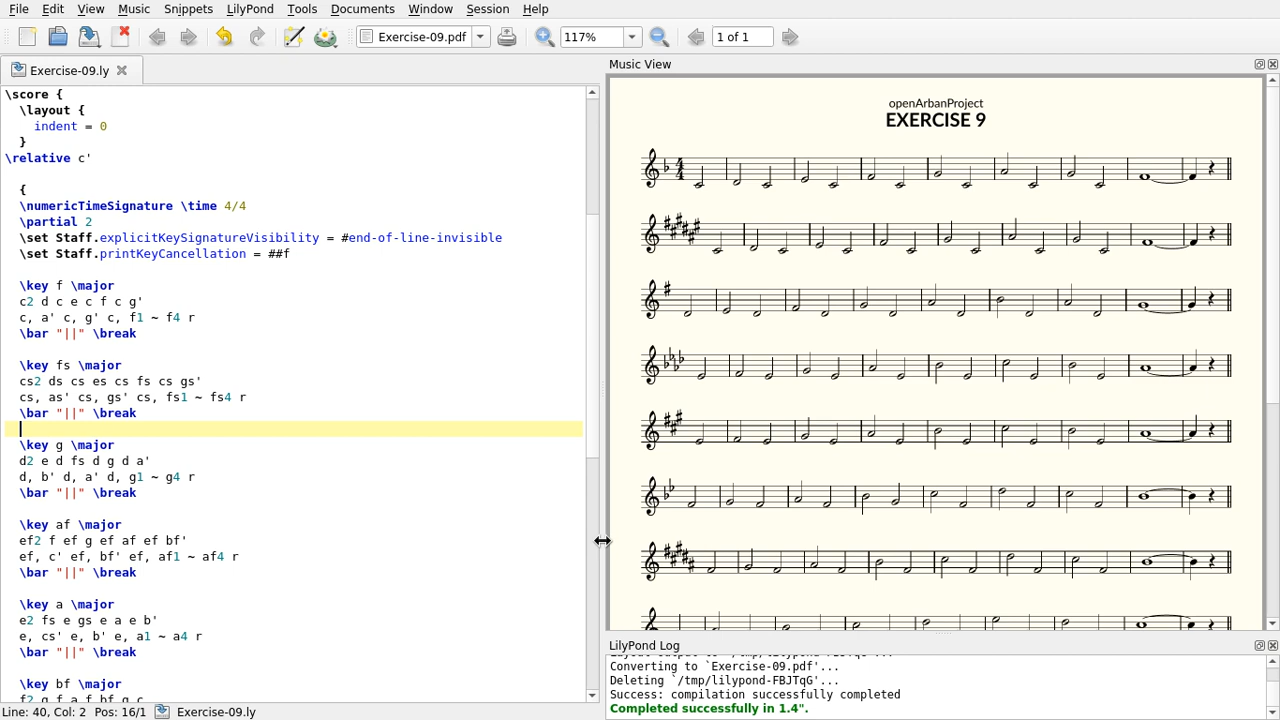 File Edit View Music Snippets LilyPond Tools Documents Window Session Help
Exercise-09.pdf 117% 1 of 1
Exercise-09.ly
\score {
\layout {
indent = 0
}
\relative c'
{
\numericTimeSignature \time 4/4
\partial 2
\set Staff.explicitKeySignatureVisibility = #end-of-line-invisible
\set Staff.printKeyCancellation = ##f
\key f \major
c2 d c e c f c g'
c, a' c, g' c, f1 ~ f4 r
\bar "||" \break
\key fs \major
cs2 ds cs es cs fs cs gs'
cs, as' cs, gs' cs, fs1 ~ fs4 r
\bar "||" \break
\key g \major
d2 e d fs d g d a'
d, b' d, a' d, g1 ~ g4 r
\bar "||" \break
\key af \major
ef2 f ef g ef af ef bf'
ef, c' ef, bf' ef, af1 ~ af4 r
\bar "||" \break
\key a \major
e2 fs e gs e a e b'
e, cs' e, b' e, a1 ~ a4 r
\bar "||" \break
\key bf \major
f2 g f a f bf g c
Line: 40, Col: 2 Pos: 16/1 Exercise-09.ly
Music View
openArbanProject
EXERCISE 9
LilyPond Log
Converting to `Exercise-09.pdf'...
Deleting `/tmp/lilypond-FBJTqG'...
Success: compilation successfully completed
Completed successfully in 1.4".